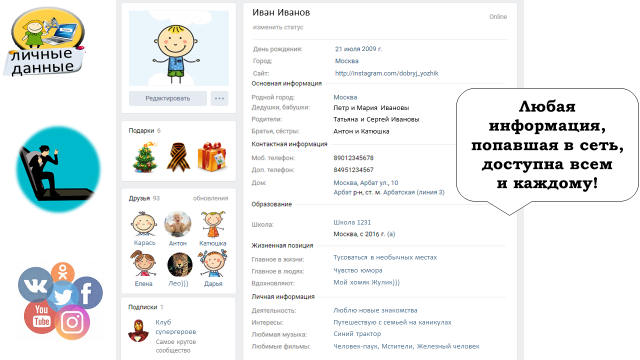 личные
данные
Редактировать
Подарки 6
Друзья 93
обновления
Карась
Антон
Катюшка
Елена
Лео)))
Дарья
Подписки 1
Клуб
супергероев
Самое крутое
сообщество
Иван Иванов
Online
изменить статус
День рождения: 21 июля 2009 г.
Город: Москва
Сайт: http://instagram.com/dobryj_yozhik
Основная информация
Родной город: Москва
Дедушки, бабушки: Петр и Мария Ивановы
Родители: Татьяна и Сергей Ивановы
Братья, сёстры: Антон и Катюшка
Контактная информация
Моб. телефон: 89012345678
Доп. телефон: 84951234567
Дом: Москва, Арбат ул., 10
Арбат р-н, ст. м. Арбатская (линия 3)
Образование
Школа: Школа 1231
Москва, с 2016 г. (а)
Жизненная позиция
Главное в жизни: Тусоваться в необычных местах
Главное в людях: Чувство юмора
Вдохновляют: Мой хомяк Жулик)))
Личная информация
Деятельность: Люблю новые знакомства
Интересы: Путешествую с семьей на каникулах
Любимая музыка: Синий трактор
Любимые фильмы: Человек-паук, Мстители, Железный человек
Любая
информация,
попавшая в сеть,
доступна всем
и каждому!
You
Tube